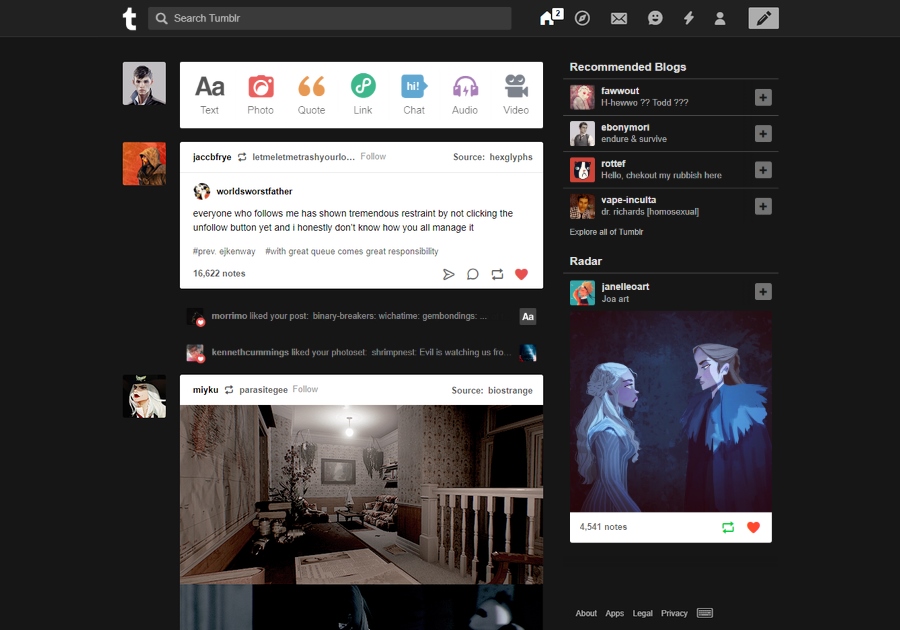 t
Search Tumblr
2
Aa
Text
Photo
Quote
Link
hi!
Chat
Audio
Video
jaccbfrye letmeletmetrashyourlo... Follow Source: hexglyphs
worldsworstfather
everyone who follows me has shown tremendous restraint by not clicking the
unfollow button yet and i honestly don't know how you all manage it
#prev. ejkenway #with great queue comes great responsibility
16,622 notes
morrimo liked your post: binary-breakers: wichatime: gembondings: ...
Aa
kennethcummings liked your photoset: shrimpnest: Evil is watching us fro...
miyku parasitegee Follow Source: biostrange
Recommended Blogs
fawwout
H-hewwo ?? Todd ???
ebonymori
endure & survive
rottef
Hello, chekout my rubbish here
vape-inculta
dr. richards [homosexual]
Explore all of Tumblr
Radar
janelleoart
Joa art
4,541 notes
About Apps Legal Privacy